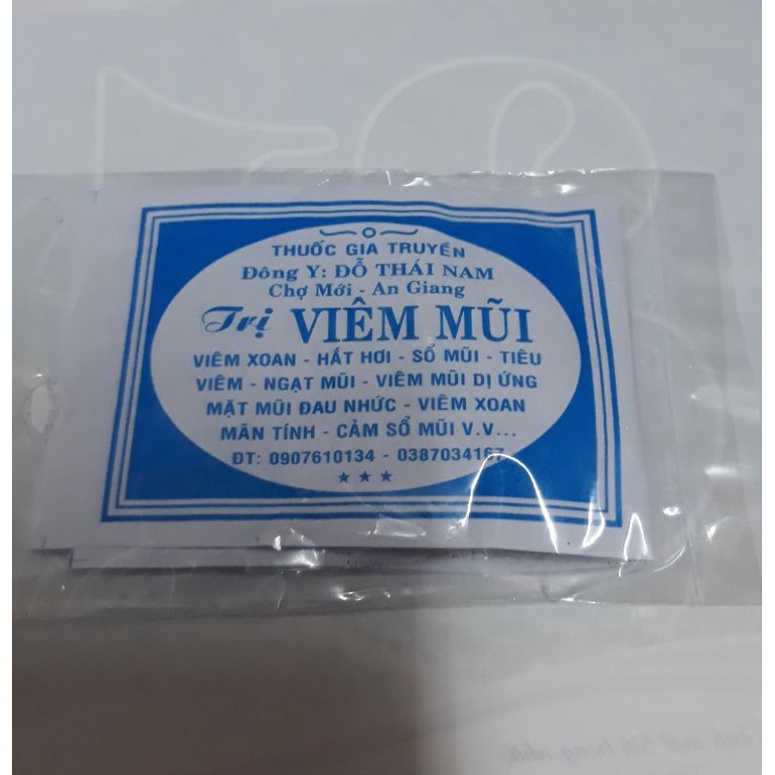 THUỐC GIA TRUYỀN
Đông Y: ĐỖ THÁI NAM
Chợ Mới - An Giang
Trị VIÊM MŨI
VIÊM XOAN - HẮT HƠI - SỔ MŨI - TIÊU
VIÊM - NGẠT MŨI - VIÊM MŨI DỊ ỨNG
MẶT MŨI ĐAU NHỨC - VIÊM XOAN
MÃN TÍNH - CẢM SỔ MŨI V.V...
ĐT: 0907610134 - 0387034167